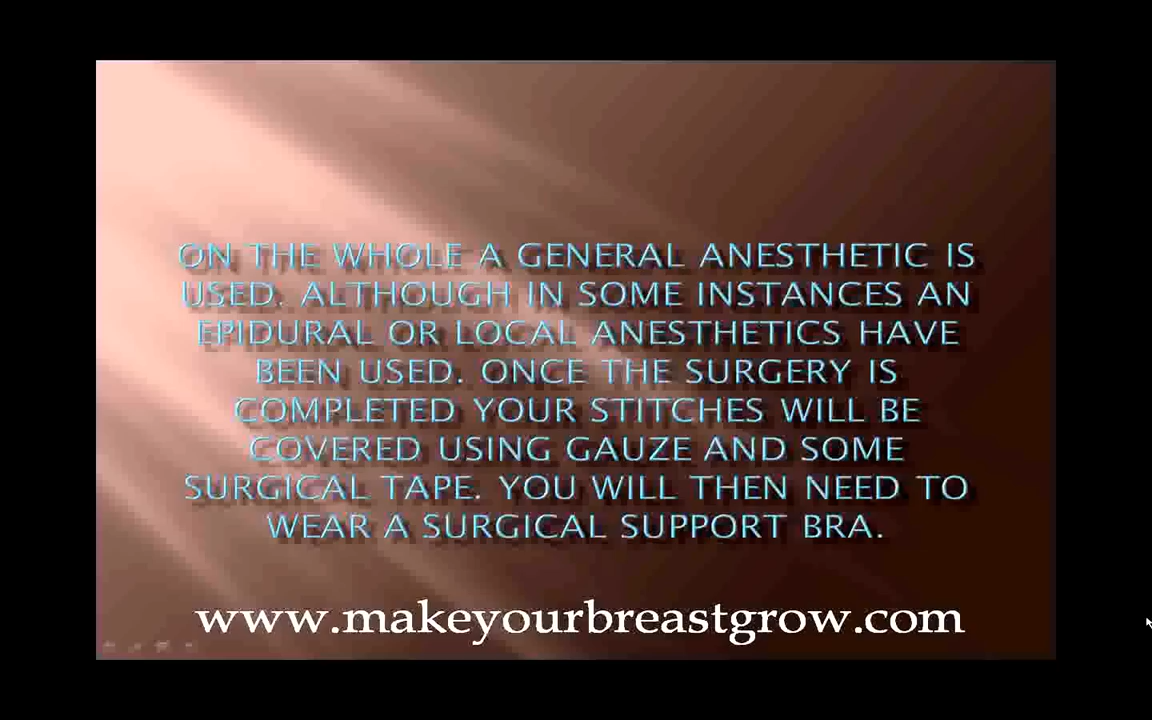 ON THE WHOLE A GENERAL ANESTHETIC IS
USED. ALTHOUGH IN SOME INSTANCES AN
EPIDURAL OR LOCAL ANESTHETICS HAVE
BEEN USED. ONCE THE SURGERY IS
COMPLETED YOUR STITCHES WILL BE
COVERED USING GAUZE AND SOME
SURGICAL TAPE. YOU WILL THEN NEED TO
WEAR A SURGICAL SUPPORT BRA.
www.makeyourbreastgrow.com